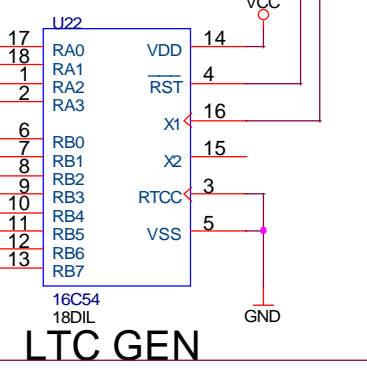 VCC
U22
17 RA0 VDD 14
18 RA1
1 RA2 RST 4
2 RA3
X1 16
6 RB0
7 RB1 X2 15
8 RB2
9 RB3 RTCC 3
10 RB4
11 RB5 VSS 5
12 RB6
13 RB7
16C54
18DIL
GND
LTC GEN